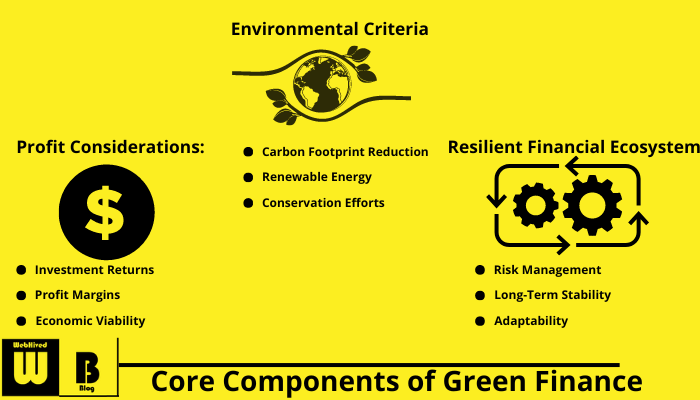 Environmental Criteria
Carbon Footprint Reduction
Renewable Energy
Conservation Efforts
Profit Considerations:
$
Investment Returns
Profit Margins
Economic Viability
Resilient Financial Ecosystem
Risk Management
Long-Term Stability
Adaptability
WebHired
W
B
Blog
Core Components of Green Finance